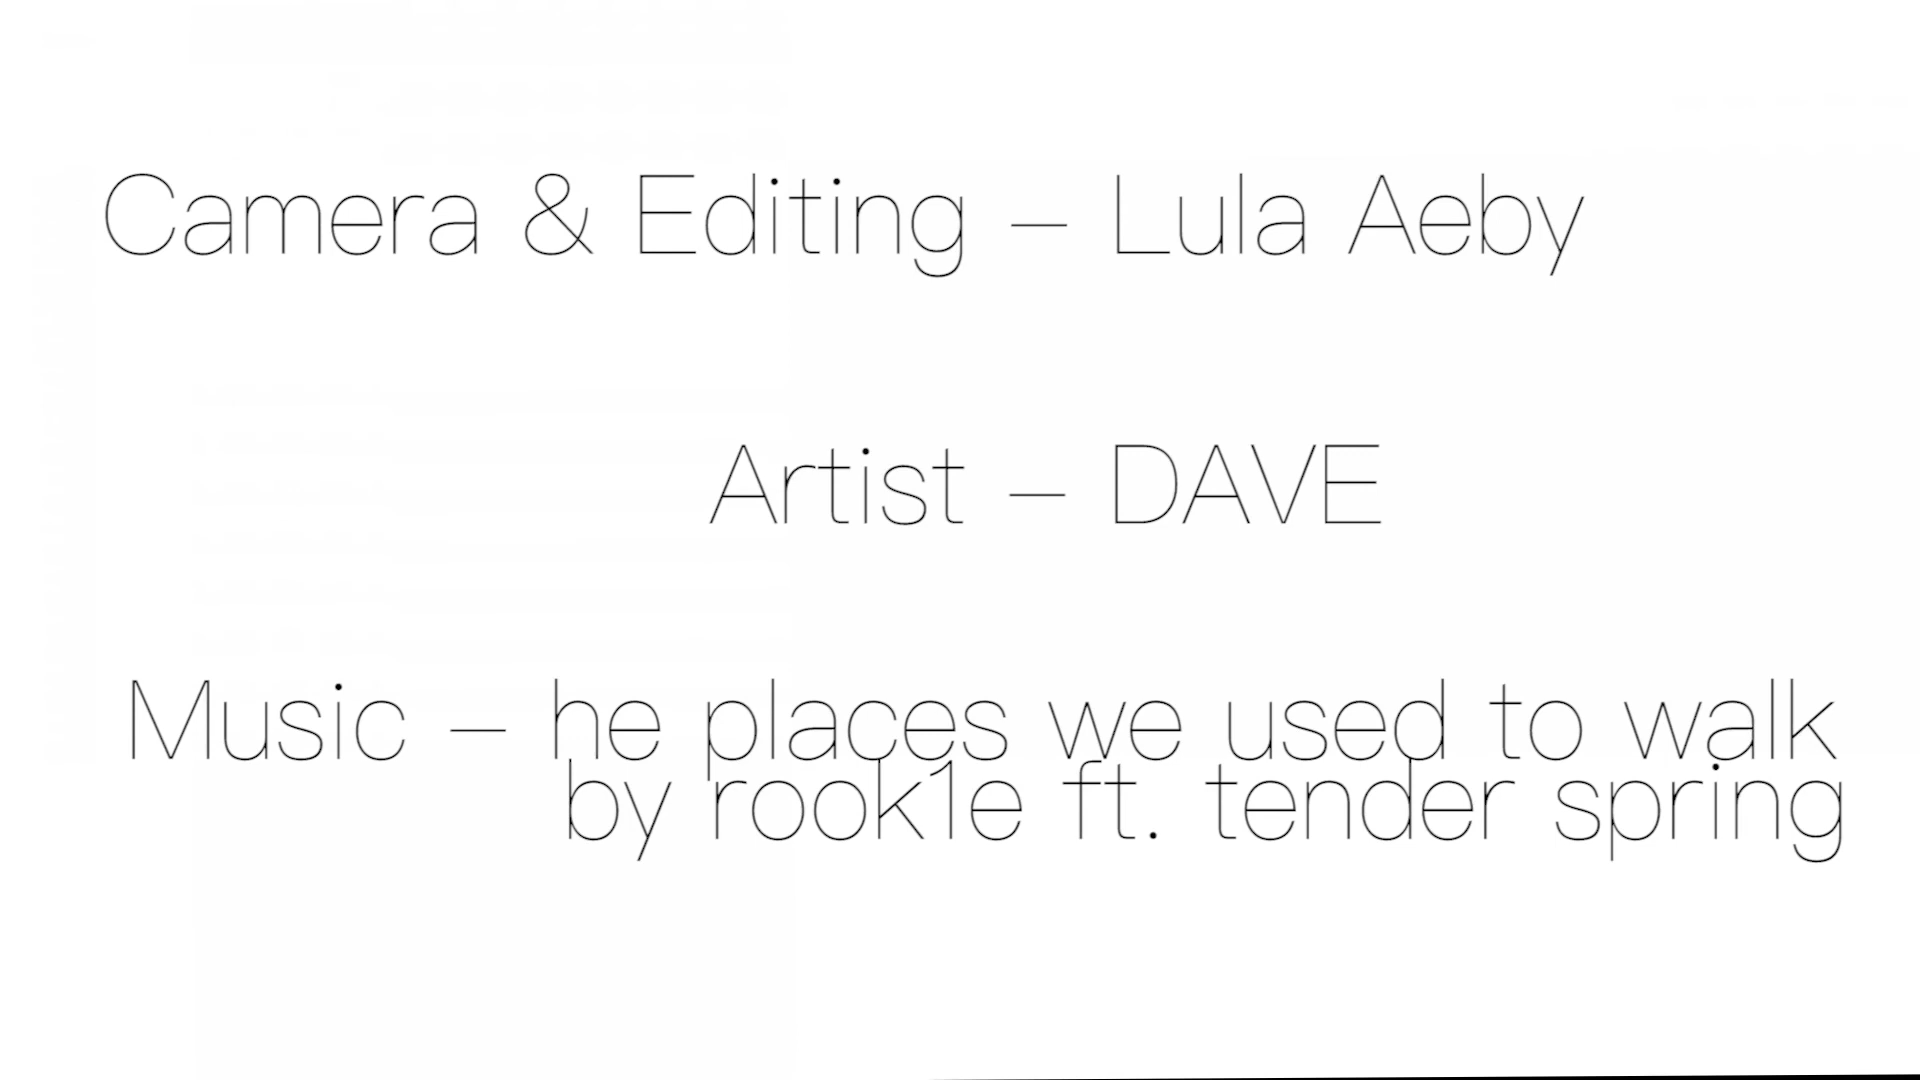 Camera & Editing – Lula Aeby
Artist – DAVE
Music – he places we used to walk
by rook1e ft. tender spring